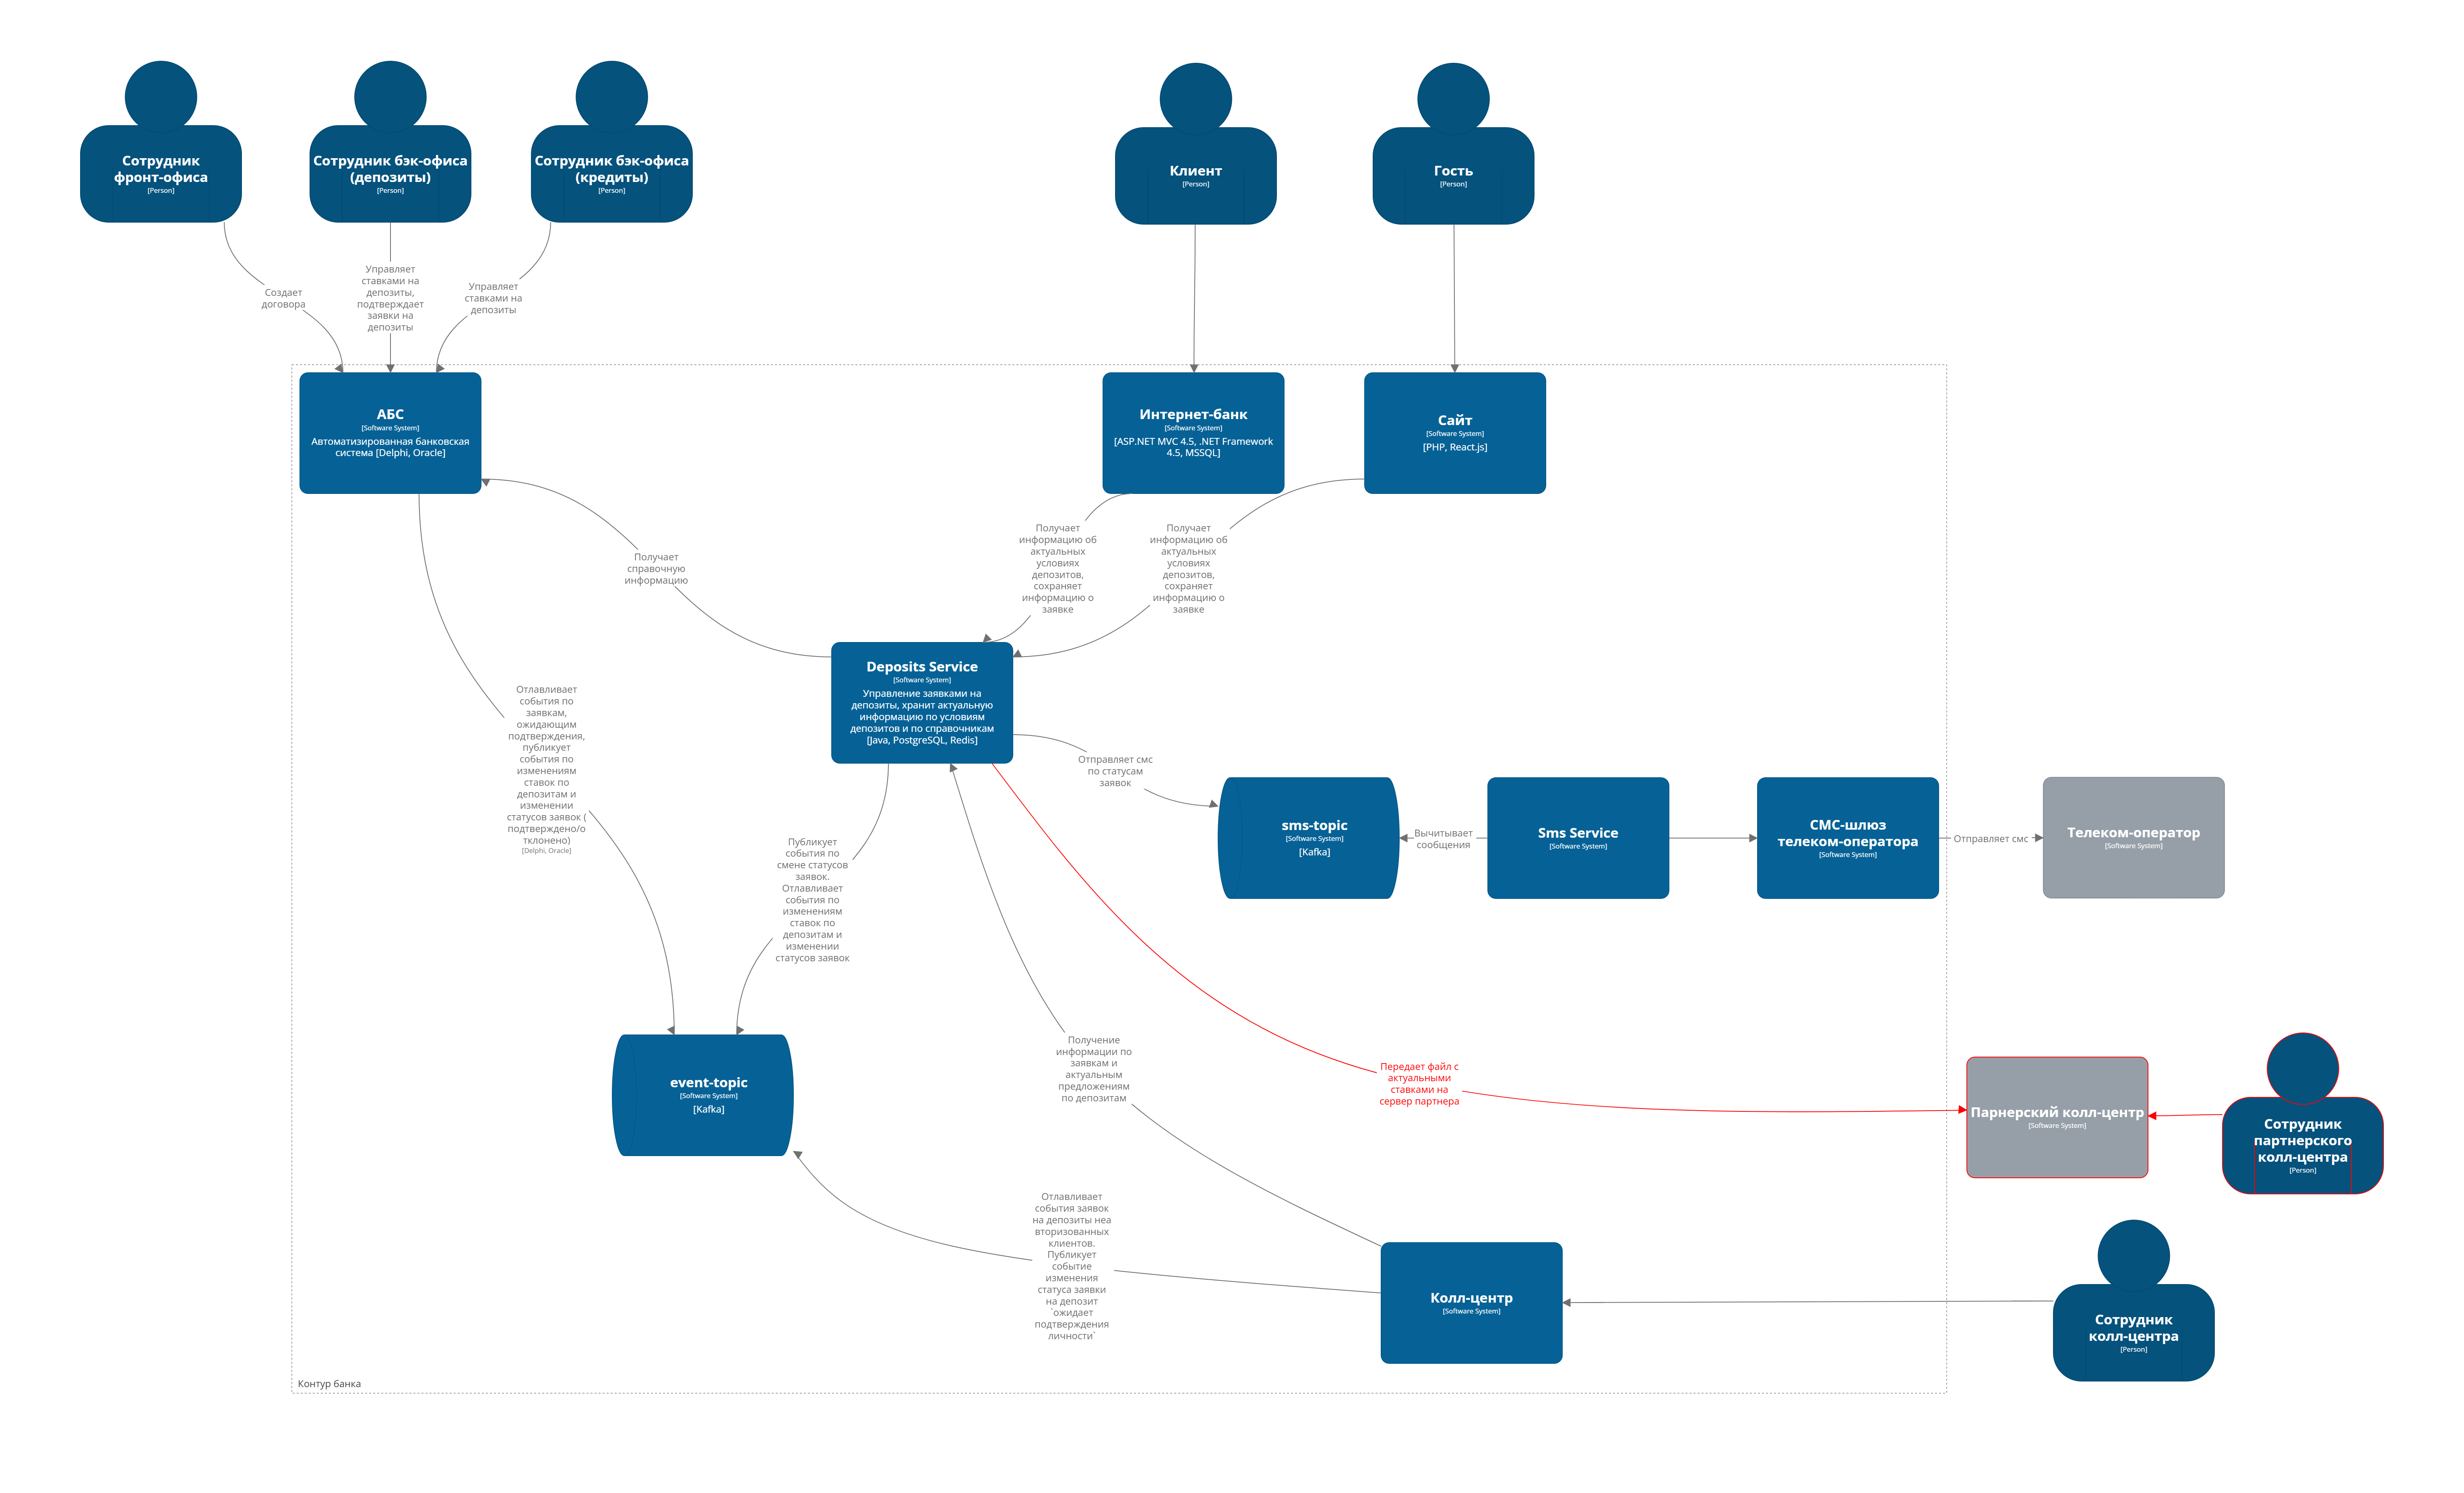 Сотрудник
фронт-офиса
[Person]
Сотрудник бэк-офиса
(депозиты)
[Person]
Сотрудник бэк-офиса
(кредиты)
[Person]
Клиент
[Person]
Гость
[Person]
Создает
договора
Управляет
ставками на
депозиты,
подтверждает
заявки на
депозиты
Управляет
ставками на
депозиты
АБС
[Software System]
Автоматизированная банковская
система [Delphi, Oracle]
Интернет-банк
[Software System]
[ASP.NET MVC 4.5, .NET Framework
4.5, MSSQL]
Сайт
[Software System]
[PHP, React.js]
Получает
справочную
информацию
Получает
информацию об
актуальных
условиях
депозитов,
сохраняет
информацию о
заявке
Получает
информацию об
актуальных
условиях
депозитов,
сохраняет
информацию о
заявке
Deposits Service
[Software System]
Управление заявками на
депозиты, хранит актуальную
информацию по условиям
депозитов и по справочникам
[Java, PostgreSQL, Redis]
Отлавливает
события по
заявкам,
ожидающим
подтверждения,
публикует
события по
изменениям
ставок по
депозитам и
изменении
статусов заявок (
подтверждено/о
тклонено)
[Delphi, Oracle]
Отправляет смс
по статусам
заявок
sms-topic
[Software System]
[Kafka]
Вычитывает
сообщения
Sms Service
[Software System]
СМС-шлюз
телеком-оператора
[Software System]
Отправляет смс
Телеком-оператор
[Software System]
Публикует
события по
смене статусов
заявок.
Отлавливает
события по
изменениям
ставок по
депозитам и
изменении
статусов заявок
event-topic
[Software System]
[Kafka]
Получение
информации по
заявкам и
актуальным
предложениям
по депозитам
Передает файл с
актуальными
ставками на
сервер партнера
Парнерский колл-центр
[Software System]
Сотрудник
партнерского
колл-центра
[Person]
Отлавливает
события заявок
на депозиты неа
вторизованных
клиентов.
Публикует
событие
изменения
статуса заявки
на депозит
`ожидает
подтверждения
личности`
Колл-центр
[Software System]
Сотрудник
колл-центра
[Person]
Контур банка